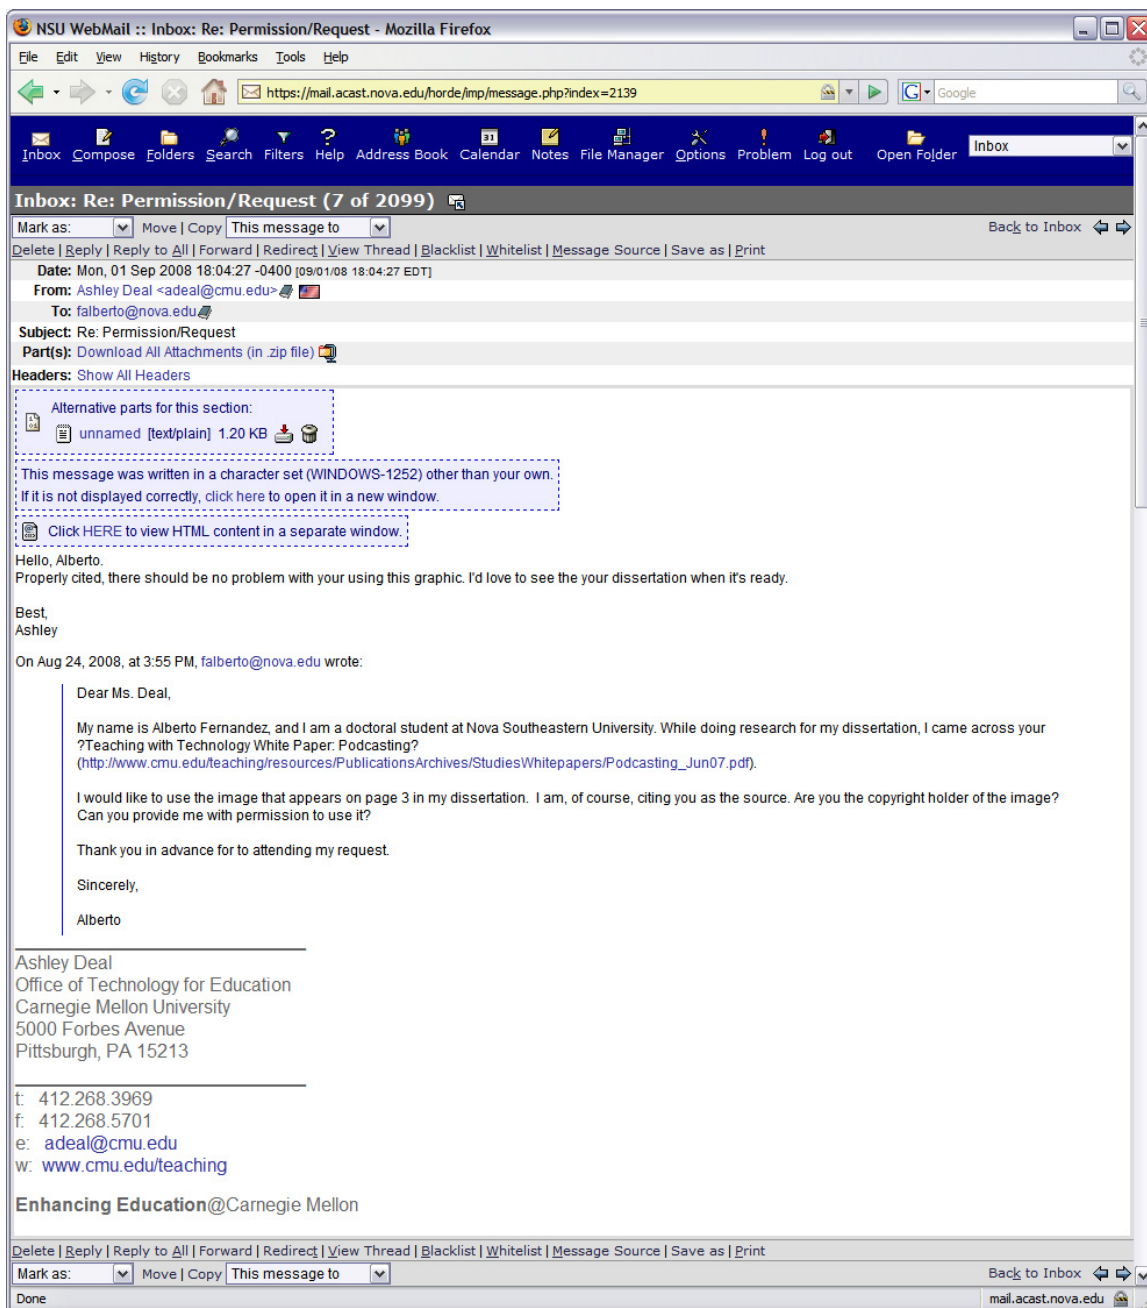 NSU WebMail :: Inbox: Re: Permission/Request - Mozilla Firefox
File Edit View History Bookmarks Tools Help
https://mail.acast.nova.edu/horde/imp/message.php?index=2139 G Google
Inbox Compose Folders Search Filters Help Address Book 31 Calendar Notes File Manager Options Problem Log out Open Folder Inbox
Inbox: Re: Permission/Request (7 of 2099)
Mark as: Move | Copy This message to Back to Inbox
Delete | Reply | Reply to All | Forward | Redirect | View Thread | Blacklist | Whitelist | Message Source | Save as | Print
Date: Mon, 01 Sep 2008 18:04:27 -0400 [09/01/08 18:04:27 EDT]
From: Ashley Deal <adeal@cmu.edu>
To: falberto@nova.edu
Subject: Re: Permission/Request
Part(s): Download All Attachments (in .zip file)
Headers: Show All Headers
Alternative parts for this section:
unnamed [text/plain] 1.20 KB
This message was written in a character set (WINDOWS-1252) other than your own.
If it is not displayed correctly, click here to open it in a new window.
Click HERE to view HTML content in a separate window.
Hello, Alberto.
Properly cited, there should be no problem with your using this graphic. I'd love to see the your dissertation when it's ready.
Best,
Ashley
On Aug 24, 2008, at 3:55 PM, falberto@nova.edu wrote:
Dear Ms. Deal,
My name is Alberto Fernandez, and I am a doctoral student at Nova Southeastern University. While doing research for my dissertation, I came across your
?Teaching with Technology White Paper: Podcasting?
(http://www.cmu.edu/teaching/resources/PublicationsArchives/StudiesWhitepapers/Podcasting_Jun07.pdf).
I would like to use the image that appears on page 3 in my dissertation. I am, of course, citing you as the source. Are you the copyright holder of the image?
Can you provide me with permission to use it?
Thank you in advance for to attending my request.
Sincerely,
Alberto
Ashley Deal
Office of Technology for Education
Carnegie Mellon University
5000 Forbes Avenue
Pittsburgh, PA 15213
t: 412.268.3969
f: 412.268.5701
e: adeal@cmu.edu
w: www.cmu.edu/teaching
Enhancing Education@Carnegie Mellon
Delete | Reply | Reply to All | Forward | Redirect | View Thread | Blacklist | Whitelist | Message Source | Save as | Print
Mark as: Move | Copy This message to Back to Inbox
Done mail.acast.nova.edu